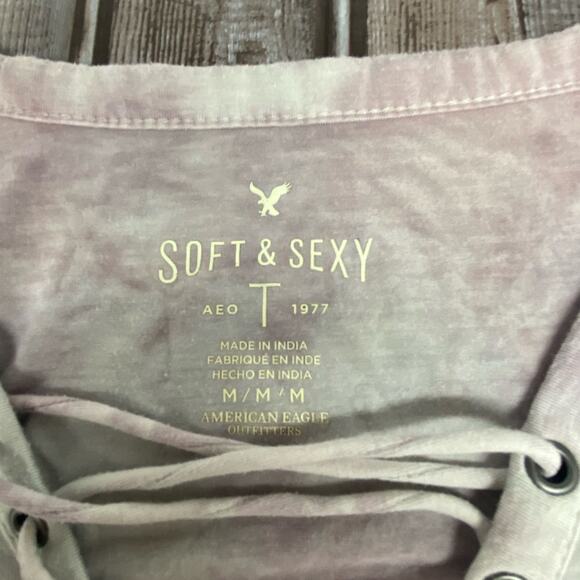 SOFT & SEXY
AEO T 1977
MADE IN INDIA
FABRIQUÉ EN INDE
HECHO EN INDIA
M / M / M
AMERICAN EAGLE
OUTFITTERS